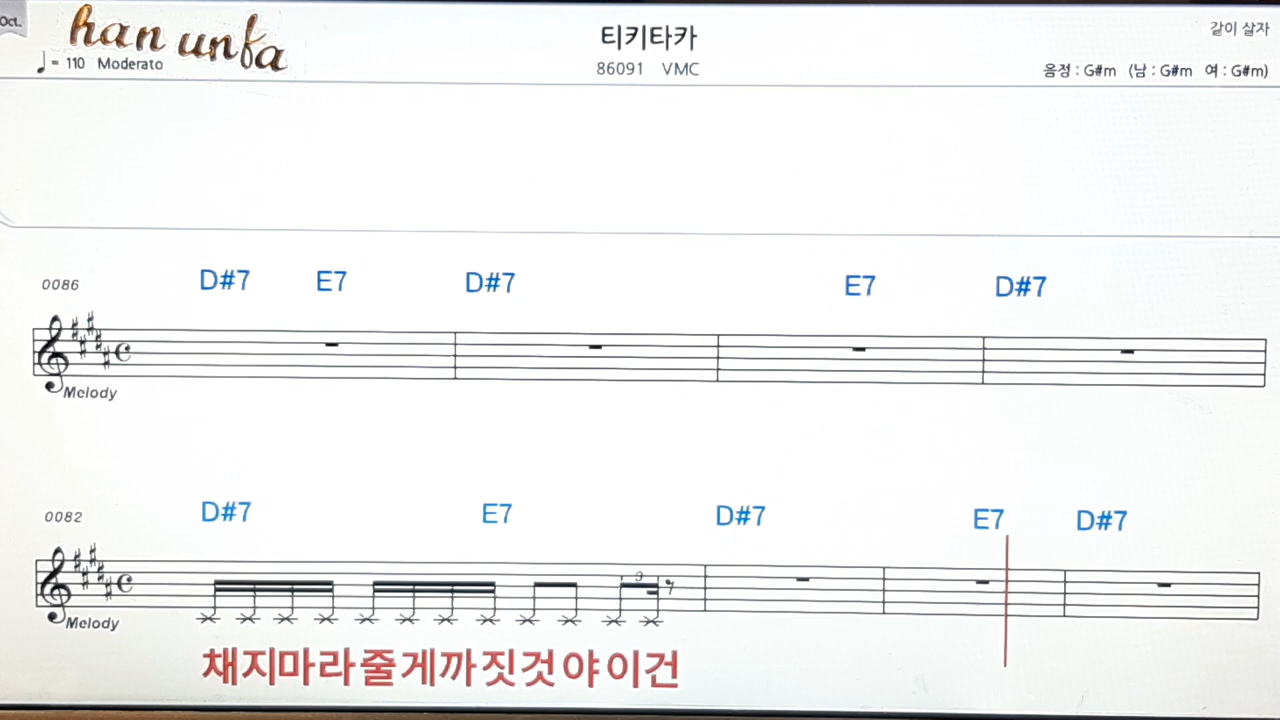 Oct.
han unfa
티키타카
같이 살자
♩ = 110 Moderato
86091 VMC
음정 : G#m (남 : G#m 여 : G#m)
0086 D#7 E7 D#7 E7 D#7
Melody
0082 D#7 E7 D#7 E7 D#7
3
Melody
채지마라줄게까짓것야이건